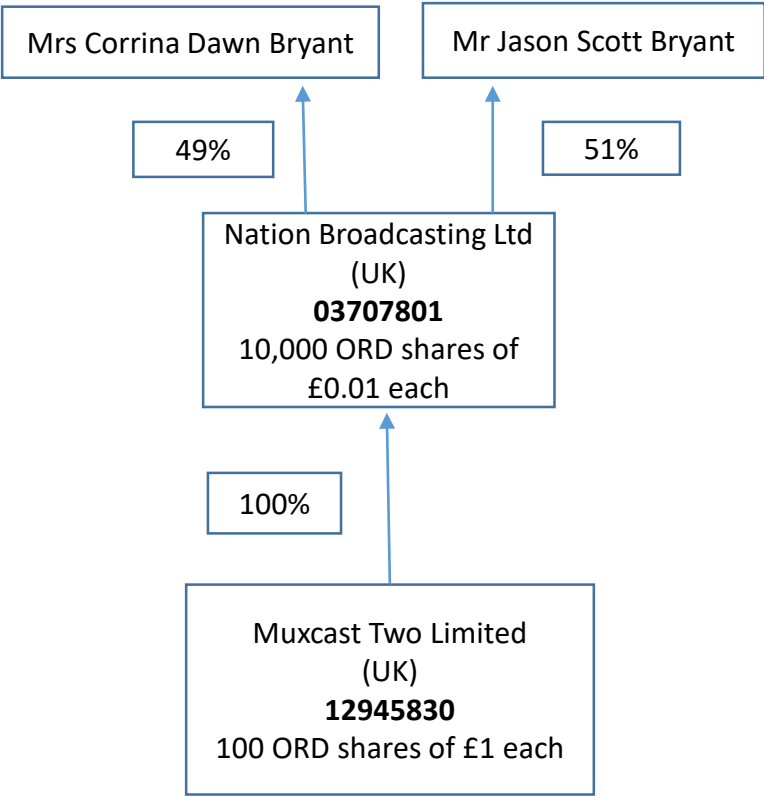 Mrs Corrina Dawn Bryant
Mr Jason Scott Bryant
49%
51%
Nation Broadcasting Ltd
(UK)
03707801
10,000 ORD shares of
£0.01 each
100%
Muxcast Two Limited
(UK)
12945830
100 ORD shares of £1 each